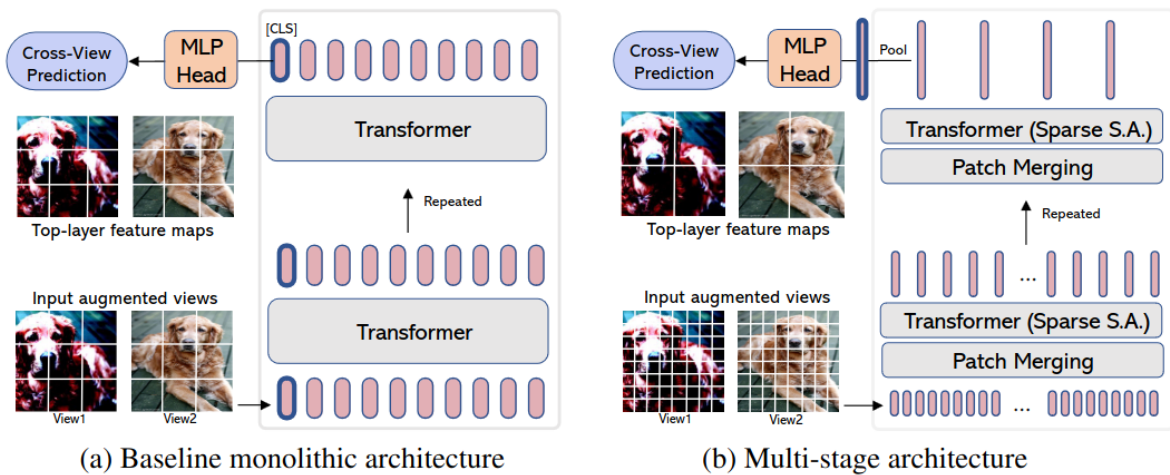 [CLS]
Cross-View
Prediction
MLP
Head
Transformer
Top-layer feature maps
Repeated
Input augmented views
Transformer
View1
View2
(a) Baseline monolithic architecture
Cross-View
Prediction
MLP
Head
Pool
Transformer (Sparse S.A.)
Patch Merging
Top-layer feature maps
Repeated
...
Input augmented views
Transformer (Sparse S.A.)
Patch Merging
...
View1
View2
(b) Multi-stage architecture